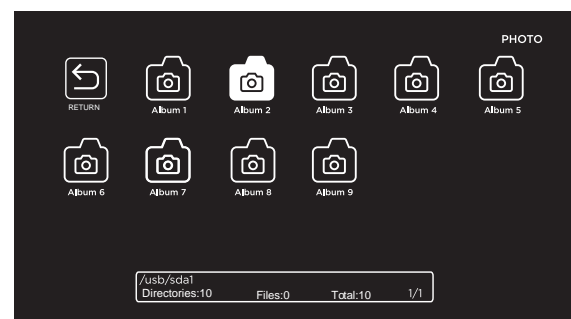 PHOTO
RETURN Album 1 Album 2 Album 3 Album 4 Album 5
Album 6 Album 7 Album 8 Album 9
/usb/sda1
Directories:10 Files:0 Total:10 1/1